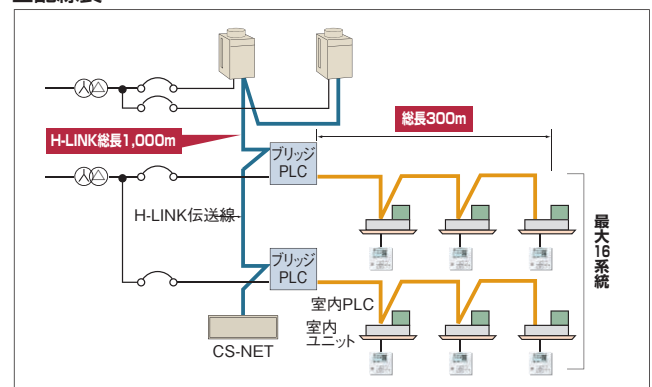 総長300m
H-LINK総長1,000m
ブリッジ
PLC
H-LINK伝送線
最大16系統
ブリッジ
PLC
室内PLC
室内
ユニット
CS-NET